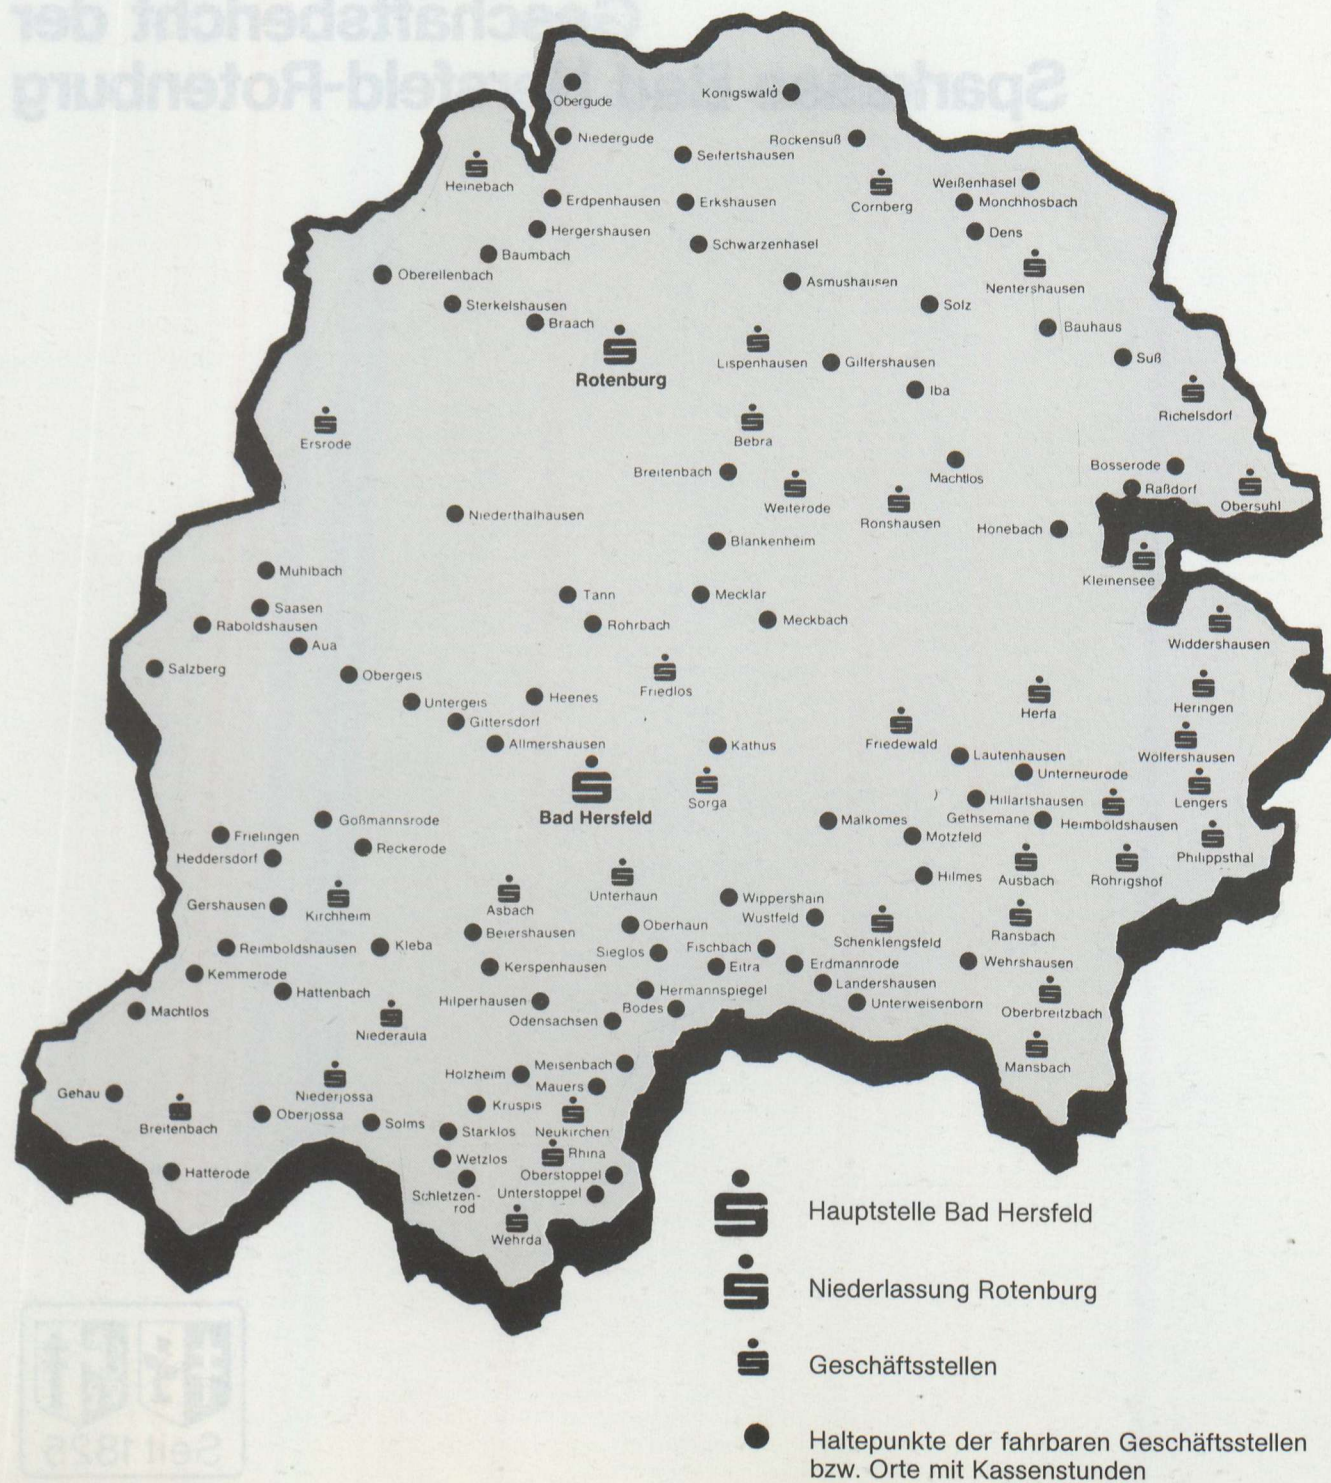 Geschäftsbericht der
Sparkasse Bad Hersfeld-Rotenburg
Obergude
Konigswald
Niedergude
Rockensuß
Seifertshausen
Heinebach
Weißenhasel
Erdpenhausen
Erkshausen
Cornberg
Monchhosbach
Hergershausen
Dens
Schwarzenhasel
Baumbach
Oberellenbach
Asmushausen
Nentershausen
Sterkelshausen
Solz
Braach
Bauhaus
Lispenhausen
Gilfershausen
Suß
Rotenburg
Iba
Richelsdorf
Ersrode
Bebra
Breitenbach
Machtlos
Bosserode
Raßdorf
Weiterode
Ronshausen
Obersuhl
Niederthalhausen
Honebach
Blankenheim
Muhlbach
Kleinensee
Tann
Mecklar
Saasen
Raboldshausen
Rohrbach
Meckbach
Aua
Widdershausen
Salzberg
Obergeis
Friedlos
Untergeis
Heenes
Herfa
Heringen
Gittersdorf
Allmershausen
Kathus
Friedewald
Lautenhausen
Wolfershausen
Unterneurode
Bad Hersfeld
Sorga
Hillartshausen
Lengers
Goßmannsrode
Malkomes
Gethsemane
Heimboldshausen
Frielingen
Motzfeld
Reckerode
Heddersdorf
Philippsthal
Hilmes
Ausbach
Rohrigshof
Unterhaun
Wippershain
Gershausen
Kirchheim
Asbach
Wustfeld
Oberhaun
Beiershausen
Ransbach
Schenklengsfeld
Reimboldshausen
Kleba
Sieglos
Fischbach
Kerspenhausen
Eitra
Erdmannrode
Wehrshausen
Kemmerode
Hattenbach
Hermannspiegel
Landershausen
Hilperhausen
Bodes
Unterweisenborn
Oberbreitzbach
Machtlos
Odensachsen
Niederaula
Meisenbach
Mansbach
Holzheim
Mauers
Gehau
Niederjossa
Kruspis
Oberjossa
Solms
Breitenbach
Starklos
Neukirchen
Wetzlos
Rhina
Hatterode
Oberstoppel
Schletzen-
rod
Unterstoppel
Wehrda
Hauptstelle Bad Hersfeld
Niederlassung Rotenburg
Geschäftsstellen
Haltepunkte der fahrbaren Geschäftsstellen
bzw. Orte mit Kassenstunden